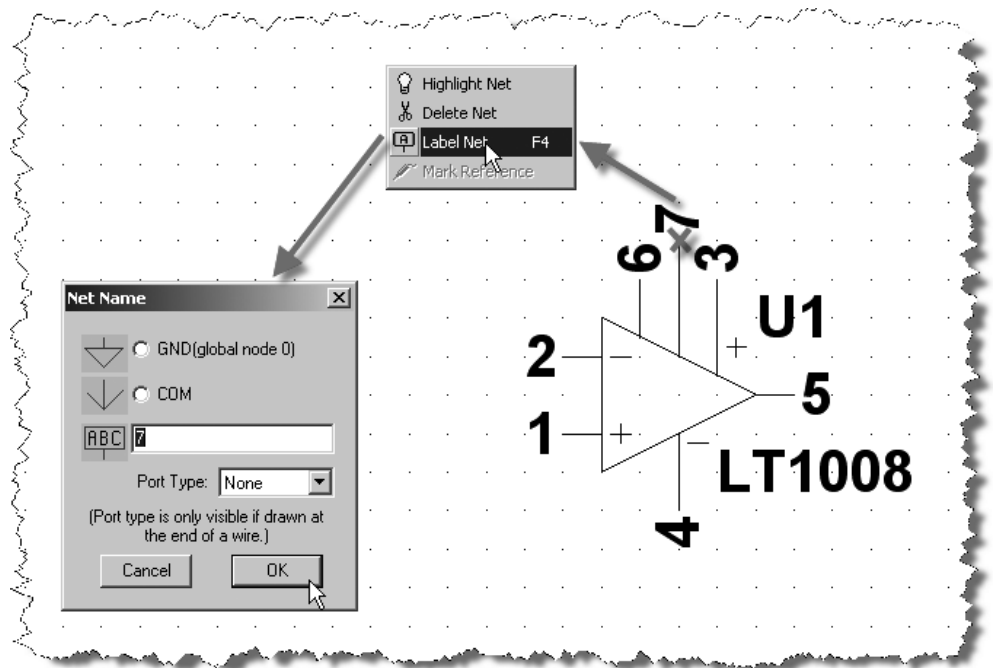 Highlight Net
Delete Net
A Label Net F4
Mark Reference
7
6
3
U1
2
+
−
5
1
+
−
LT1008
4
Net Name
GND(global node 0)
COM
ABC 7
Port Type: None
(Port type is only visible if drawn at
the end of a wire.)
Cancel OK